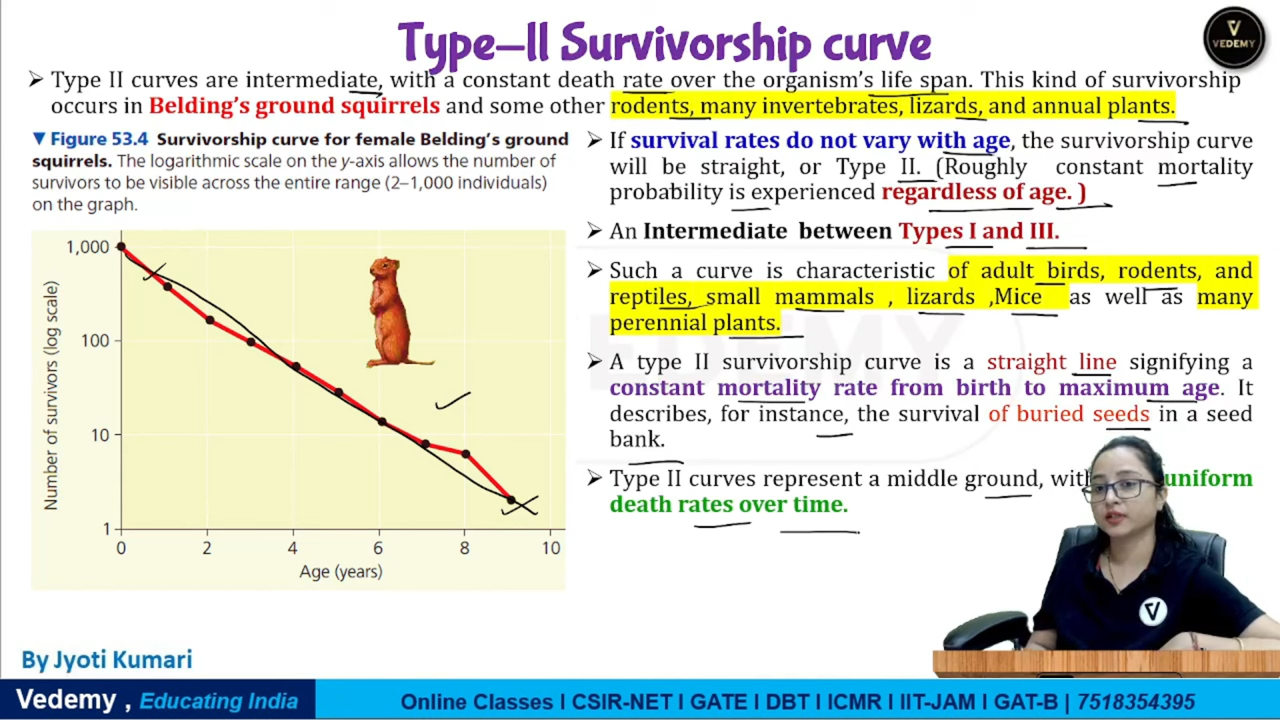 Type–II Survivorship curve
VEDEMY
➤ Type II curves are intermediate, with a constant death rate over the organism's life span. This kind of survivorship
occurs in Belding's ground squirrels and some other rodents, many invertebrates, lizards, and annual plants.
▼ Figure 53.4 Survivorship curve for female Belding's ground
squirrels. The logarithmic scale on the y-axis allows the number of
survivors to be visible across the entire range (2–1,000 individuals)
on the graph.
Number of survivors (log scale)
1,000
100
10
1
0 2 4 6 8 10
Age (years)
➤ If survival rates do not vary with age, the survivorship curve
will be straight, or Type II. (Roughly constant mortality
probability is experienced regardless of age. )
➤ An Intermediate between Types I and III.
➤ Such a curve is characteristic of adult birds, rodents, and
reptiles, small mammals , lizards ,Mice as well as many
perennial plants.
➤ A type II survivorship curve is a straight line signifying a
constant mortality rate from birth to maximum age. It
describes, for instance, the survival of buried seeds in a seed
bank.
➤ Type II curves represent a middle ground, uniform
death rates over time.
By Jyoti Kumari
Vedemy , Educating India
Online Classes I CSIR-NET I GATE I DBT I ICMR I IIT-JAM I GAT-B | 7518354395